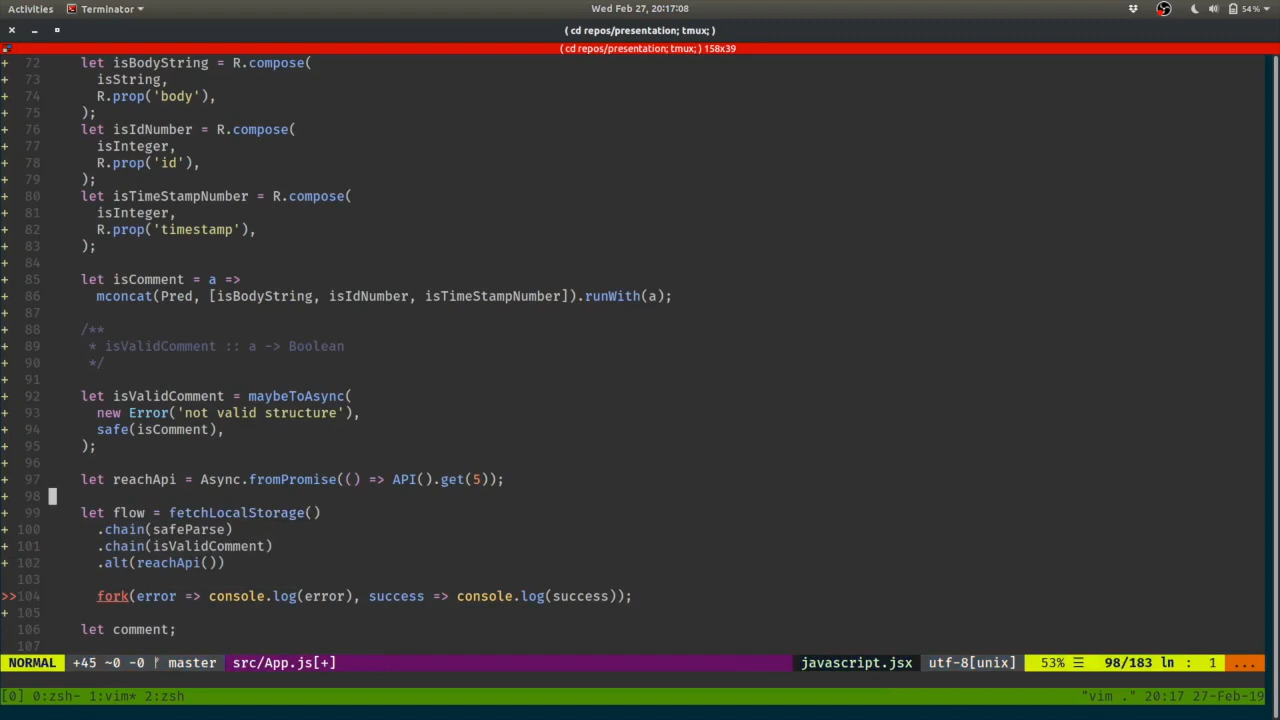 Activities Terminator Wed Feb 27, 20:17:08 54%
( cd repos/presentation; tmux; )
( cd repos/presentation; tmux; ) 158x39
+ 72 let isBodyString = R.compose(
+ 73 isString,
+ 74 R.prop('body'),
+ 75 );
+ 76 let isIdNumber = R.compose(
+ 77 isInteger,
+ 78 R.prop('id'),
+ 79 );
+ 80 let isTimeStampNumber = R.compose(
+ 81 isInteger,
+ 82 R.prop('timestamp'),
+ 83 );
+ 84
+ 85 let isComment = a =>
+ 86 mconcat(Pred, [isBodyString, isIdNumber, isTimeStampNumber]).runWith(a);
+ 87
+ 88 /**
+ 89 * isValidComment :: a -> Boolean
+ 90 */
+ 91
+ 92 let isValidComment = maybeToAsync(
+ 93 new Error('not valid structure'),
+ 94 safe(isComment),
+ 95 );
+ 96
+ 97 let reachApi = Async.fromPromise(() => API().get(5));
+ 98
+ 99 let flow = fetchLocalStorage()
+ 100 .chain(safeParse)
+ 101 .chain(isValidComment)
+ 102 .alt(reachApi())
103
>>104 fork(error => console.log(error), success => console.log(success));
+ 105
106 let comment;
107
NORMAL +45 ~0 -0 master src/App.js[+] javascript.jsx utf-8[unix] 53% ☰ 98/183 ln : 1 ...
[0] 0:zsh- 1:vim* 2:zsh "vim ." 20:17 27-Feb-19